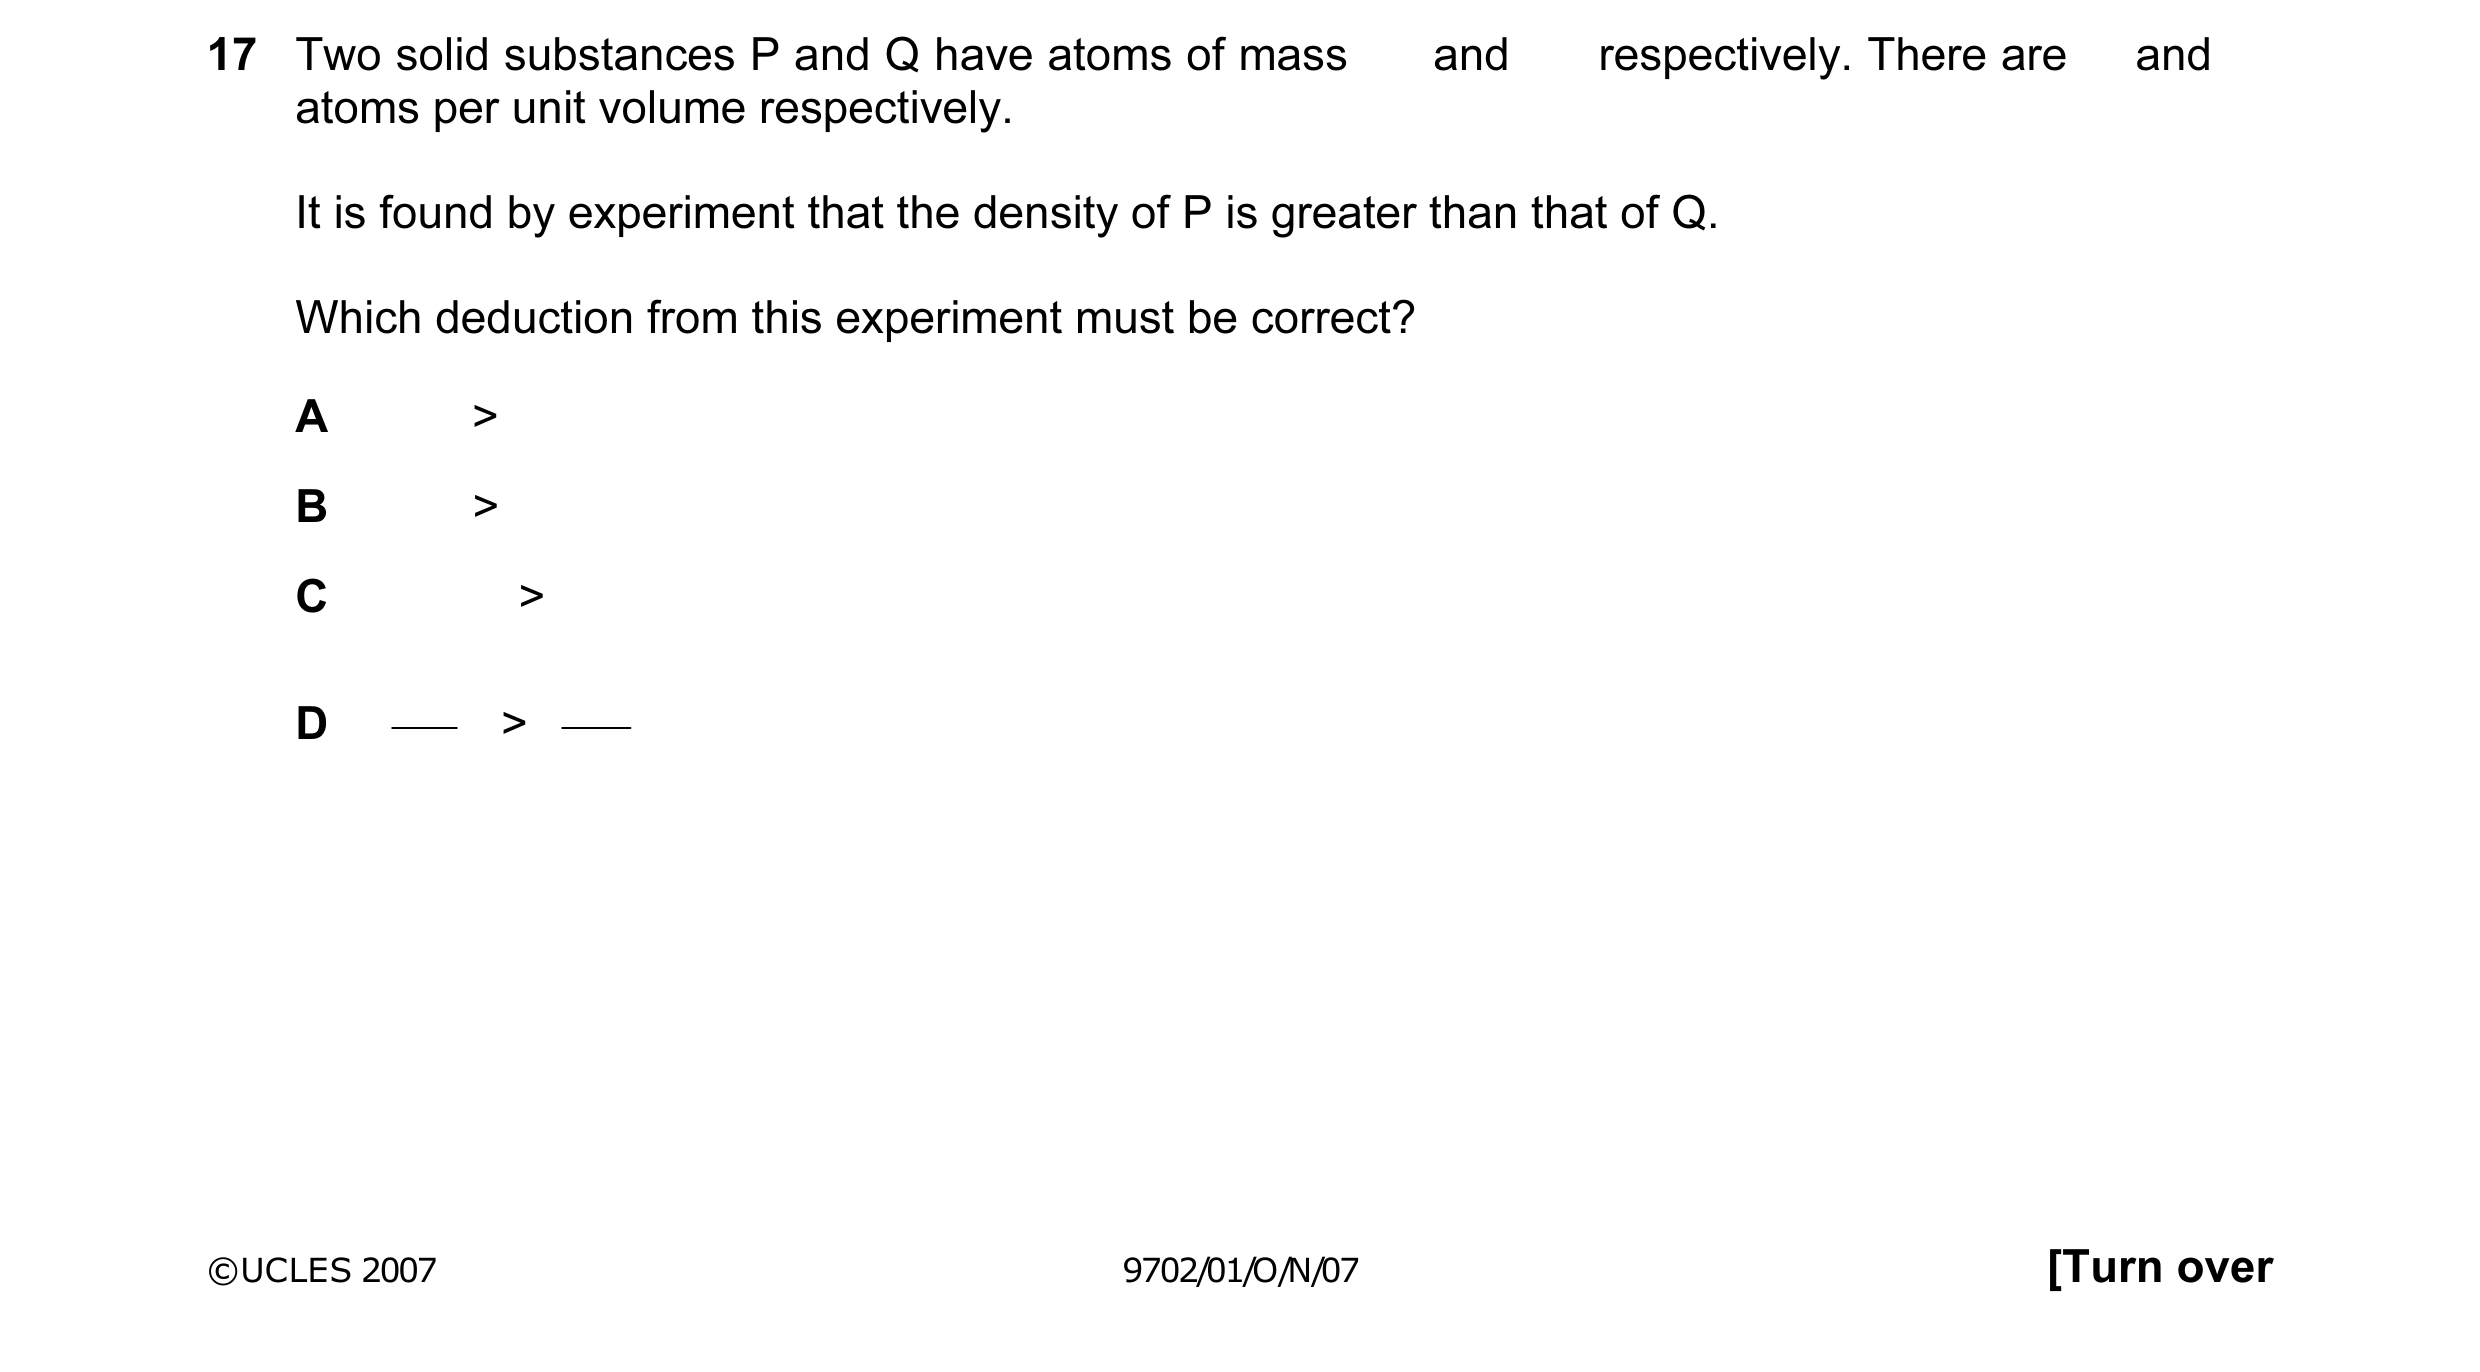 17 Two solid substances P and Q have atoms of mass and respectively. There are and
atoms per unit volume respectively.
It is found by experiment that the density of P is greater than that of Q.
Which deduction from this experiment must be correct?
A >
B >
C >
D — > —
©UCLES 2007 9702/01/O/N/07 [Turn over